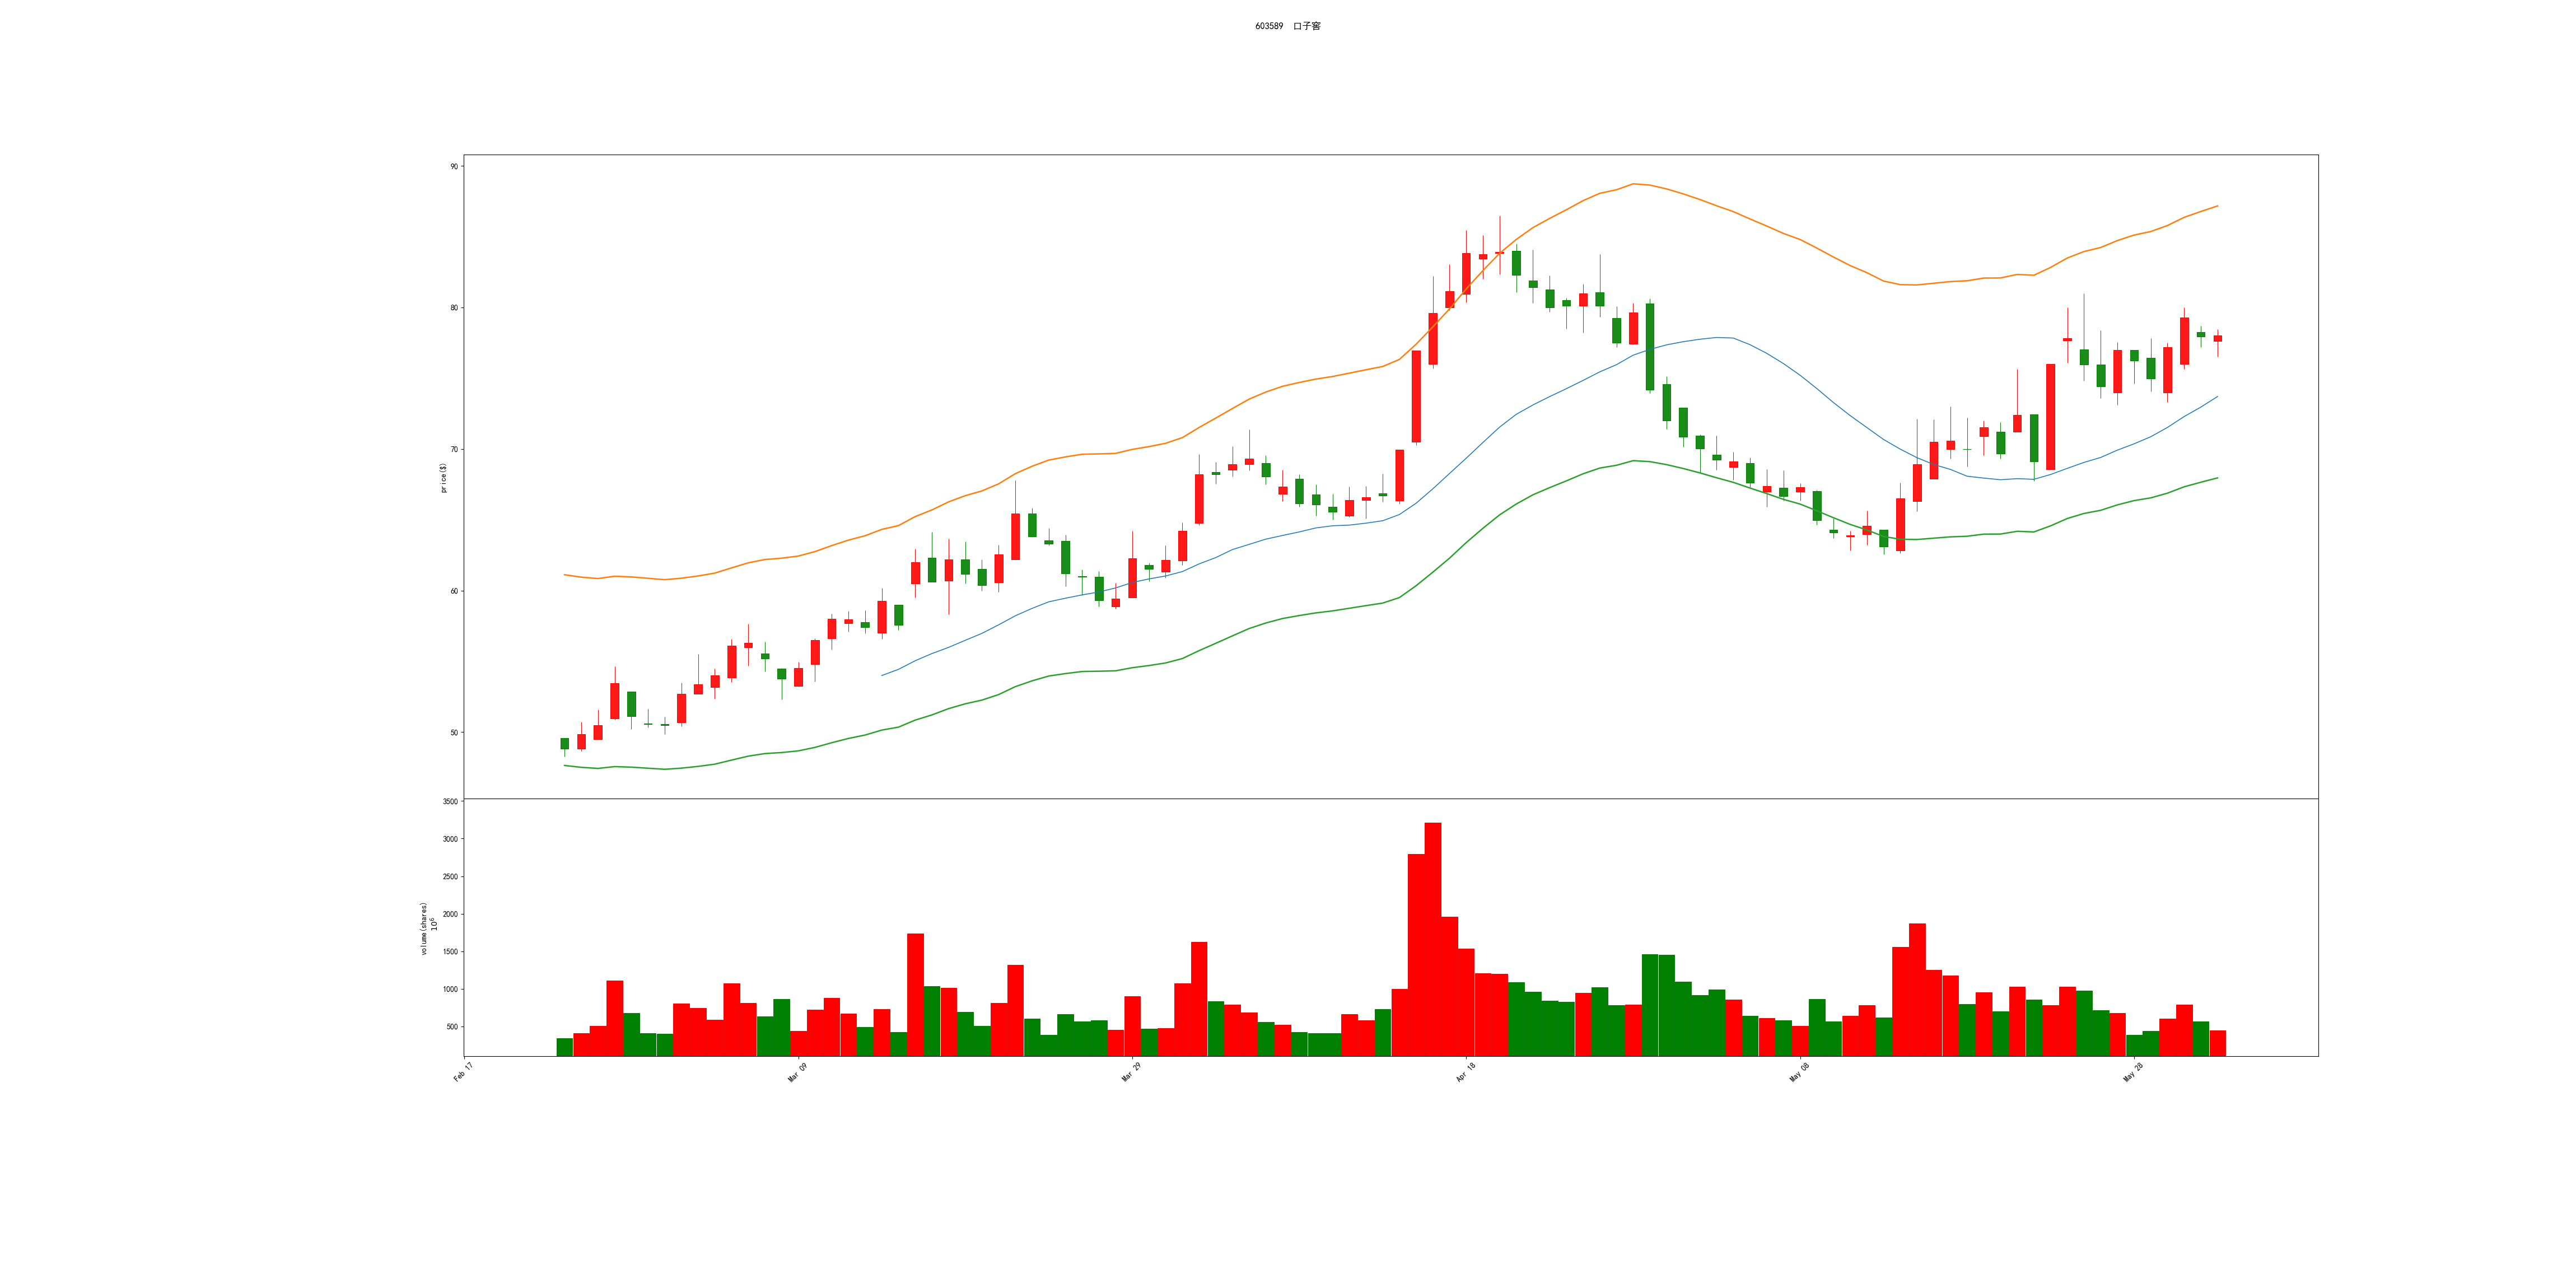 603589 口子窖
90
80
70
60
50
price($)
3500
3000
2500
2000
1500
1000
500
volume(shares)
10⁶
Feb 17
Mar 09
Mar 29
Apr 18
May 08
May 28